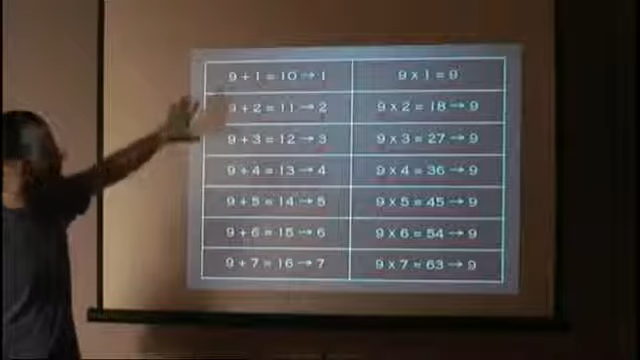 9 + 1 = 10 → 1 9 x 1 = 9
9 + 2 = 11 → 2 9 x 2 = 18 → 9
9 + 3 = 12 → 3 9 x 3 = 27 → 9
9 + 4 = 13 → 4 9 x 4 = 36 → 9
9 + 5 = 14 → 5 9 x 5 = 45 → 9
9 + 6 = 15 → 6 9 x 6 = 54 → 9
9 + 7 = 16 → 7 9 x 7 = 63 → 9